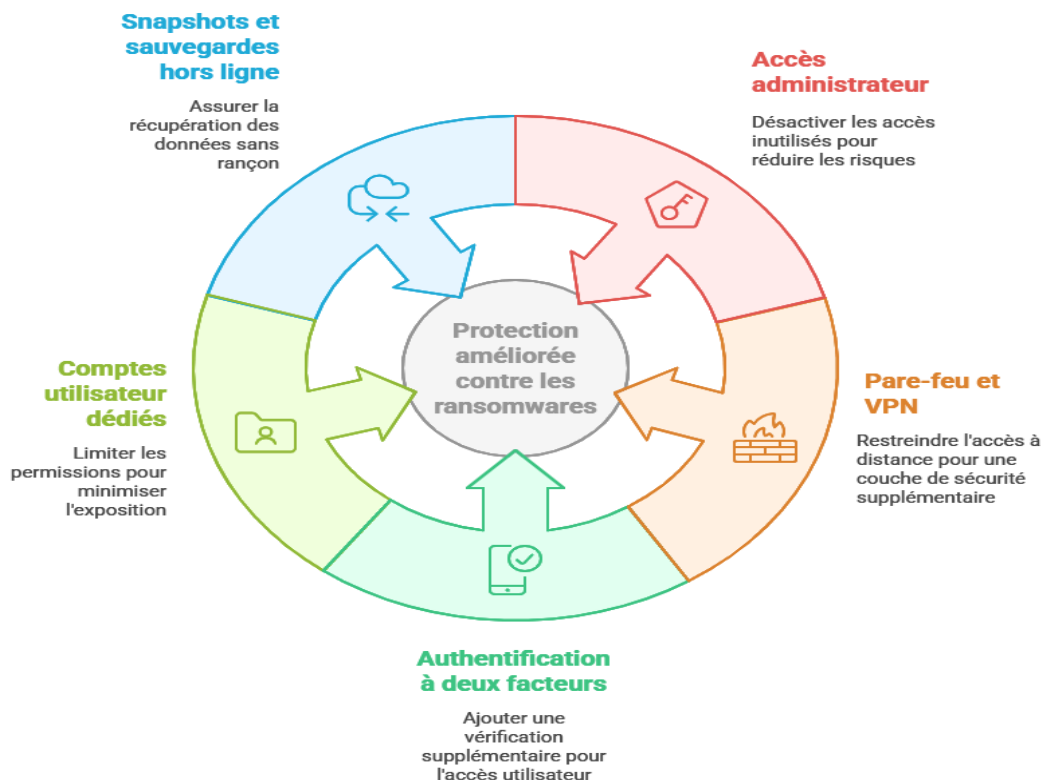 Snapshots et
sauvegardes
hors ligne
Assurer la
récupération des
données sans
rançon
Accès
administrateur
Désactiver les accès
inutilisés pour
réduire les risques
Protection
améliorée
contre les
ransomwares
Comptes
utilisateur
dédiés
Limiter les
permissions pour
minimiser
l'exposition
Pare-feu et
VPN
Restreindre l'accès à
distance pour une
couche de sécurité
supplémentaire
Authentification
à deux facteurs
Ajouter une
vérification
supplémentaire pour
l'accès utilisateur